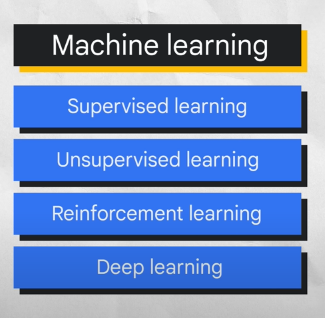 Machine learning
Supervised learning
Unsupervised learning
Reinforcement learning
Deep learning